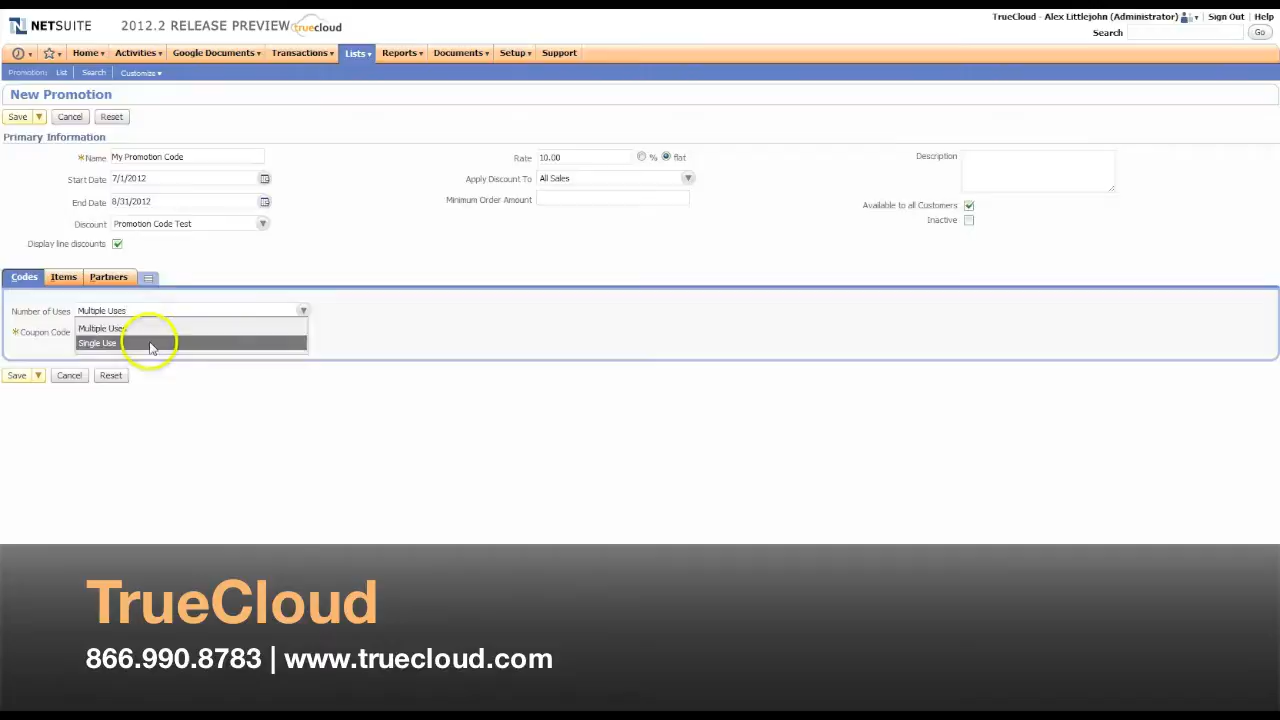 NETSUITE 2012.2 RELEASE PREVIEW truecloud
TrueCloud - Alex Littlejohn (Administrator) Sign Out Help
Search Go
Home Activities Google Documents Transactions Lists Reports Documents Setup Support
Promotion: List Search Customize
New Promotion
Save Cancel Reset
Primary Information
Name My Promotion Code
Start Date 7/1/2012
End Date 8/31/2012
Discount Promotion Code Test
Display line discounts
Rate 10.00 % flat
Apply Discount To All Sales
Minimum Order Amount
Description
Available to all Customers
Inactive
Codes Items Partners
Number of Uses Multiple Uses
Multiple Uses
Coupon Code
Single Use
Save Cancel Reset
TrueCloud
866.990.8783 | www.truecloud.com